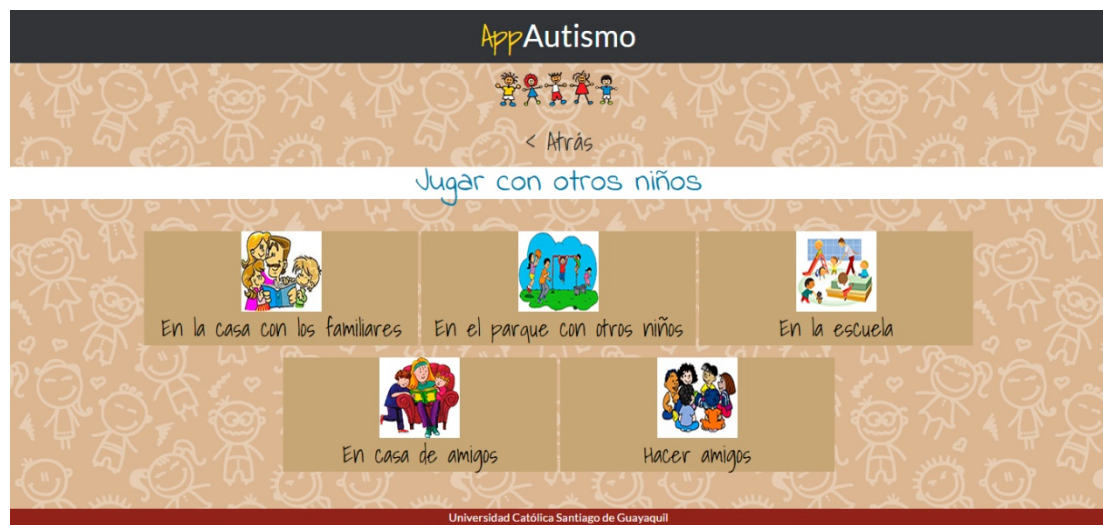 AppAutismo
< Atrás
Jugar con otros niños
En la casa con los familiares
En el parque con otros niños
En la escuela
En casa de amigos
Hacer amigos
Universidad Católica Santiago de Guayaquil